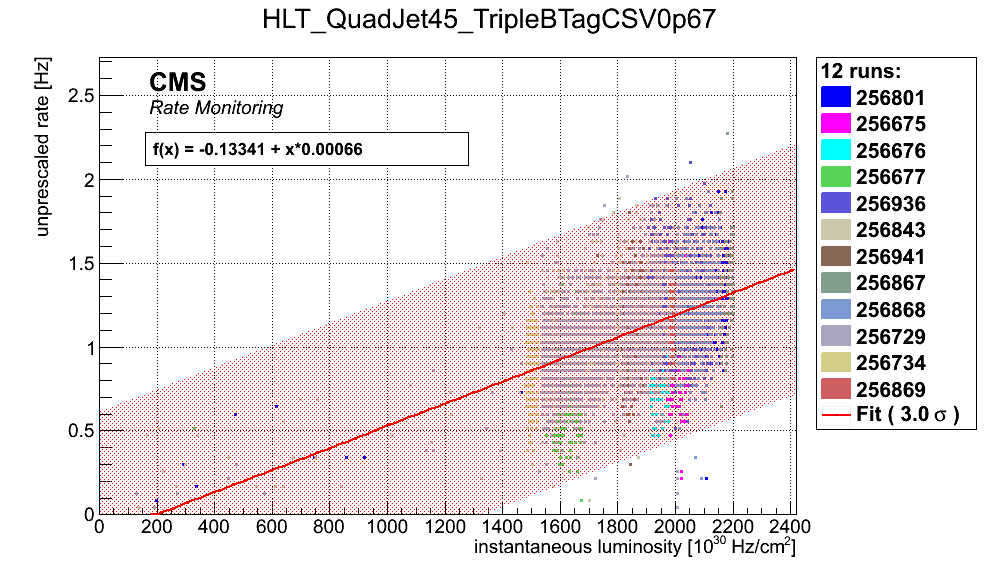 HLT_QuadJet45_TripleBTagCSV0p67
unprescaled rate [Hz]
CMS
Rate Monitoring
f(x) = -0.13341 + x*0.00066
2.5
2
1.5
1
0.5
0
0 200 400 600 800 1000 1200 1400 1600 1800 2000 2200 2400
instantaneous luminosity [10³⁰ Hz/cm²]
12 runs:
256801
256675
256676
256677
256936
256843
256941
256867
256868
256729
256734
256869
Fit ( 3.0 σ )